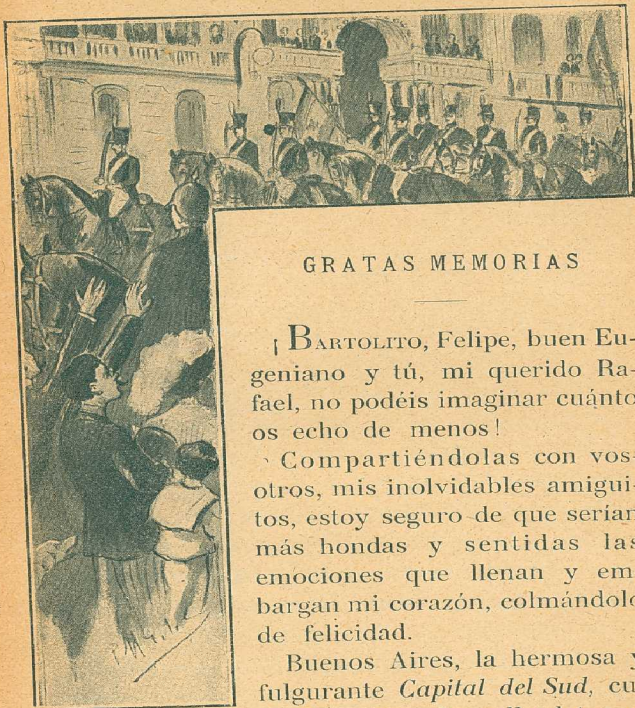 GRATAS MEMORIAS
¡BARTOLITO, Felipe, buen Eu-
geniano y tú, mi querido Ra-
fael, no podéis imaginar cuánto
os echo de menos!
Compartiéndolas con vos-
otros, mis inolvidables amigui-
tos, estoy seguro de que serían
más hondas y sentidas las
emociones que llenan y em-
bargan mi corazón, colmándolo
de felicidad.
Buenos Aires, la hermosa y
fulgurante Capital del Sud, cu-